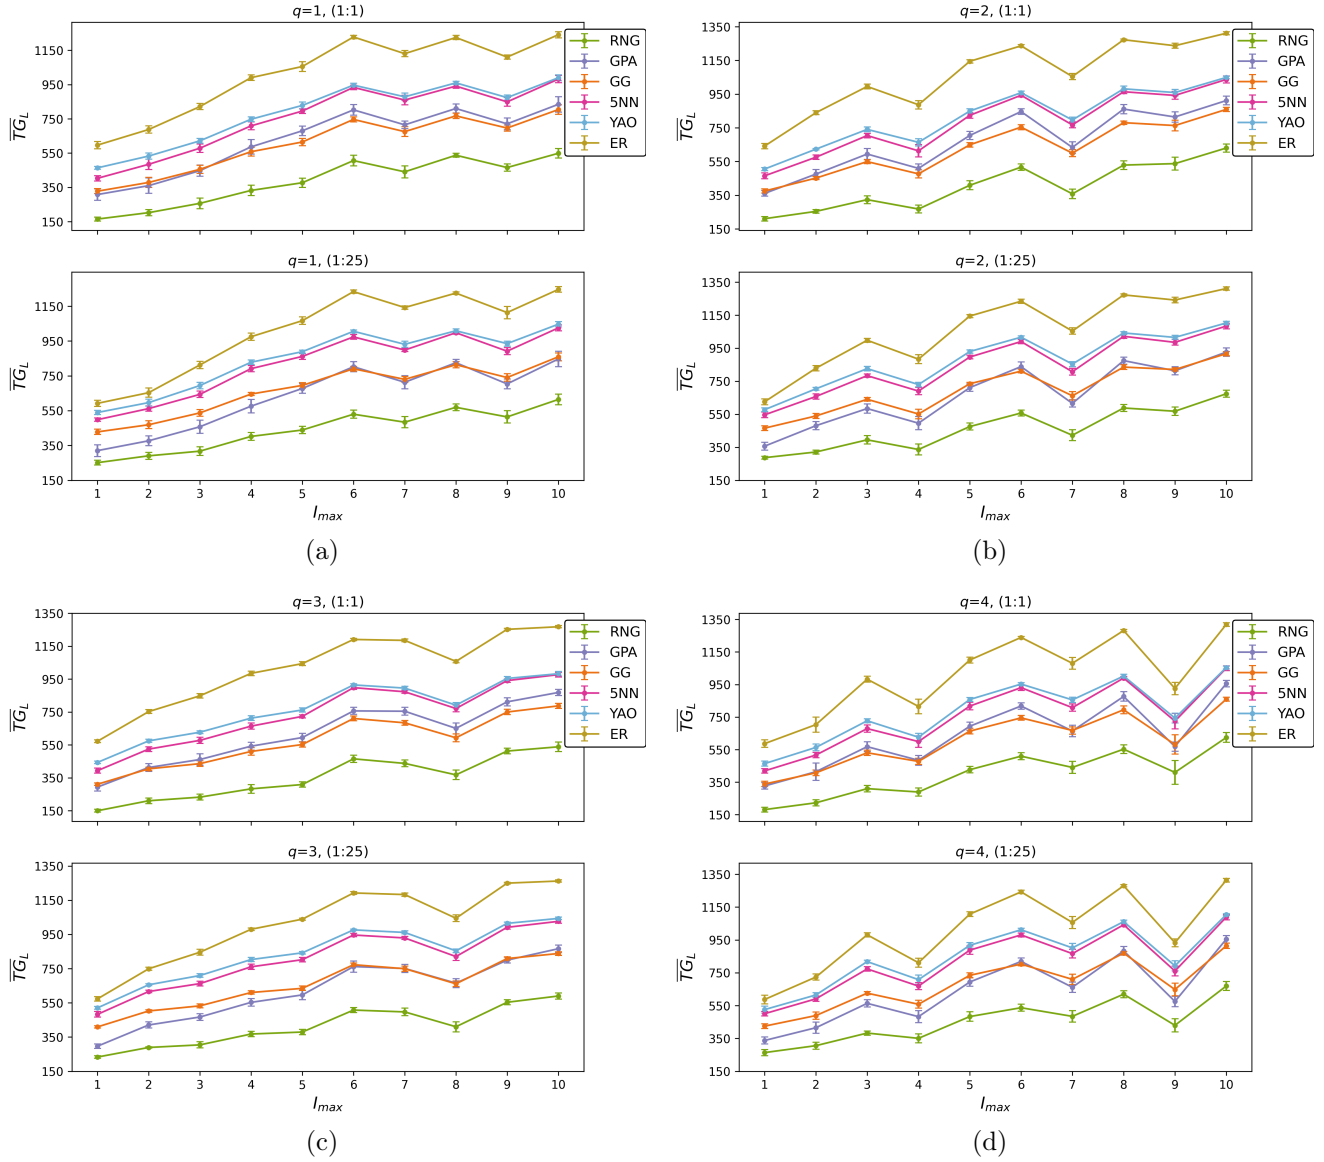 q=1, (1:1)
1150
950
750
550
350
150
TG_L
RNG
GPA
GG
5NN
YAO
ER
q=1, (1:25)
1150
950
750
550
350
150
TG_L
1 2 3 4 5 6 7 8 9 10
I_max
(a)
q=2, (1:1)
1350
1150
950
750
550
350
150
TG_L
RNG
GPA
GG
5NN
YAO
ER
q=2, (1:25)
1350
1150
950
750
550
350
150
TG_L
1 2 3 4 5 6 7 8 9 10
I_max
(b)
q=3, (1:1)
1350
1150
950
750
550
350
150
TG_L
RNG
GPA
GG
5NN
YAO
ER
q=3, (1:25)
1350
1150
950
750
550
350
150
TG_L
1 2 3 4 5 6 7 8 9 10
I_max
(c)
q=4, (1:1)
1350
1150
950
750
550
350
150
TG_L
RNG
GPA
GG
5NN
YAO
ER
q=4, (1:25)
1350
1150
950
750
550
350
150
TG_L
1 2 3 4 5 6 7 8 9 10
I_max
(d)